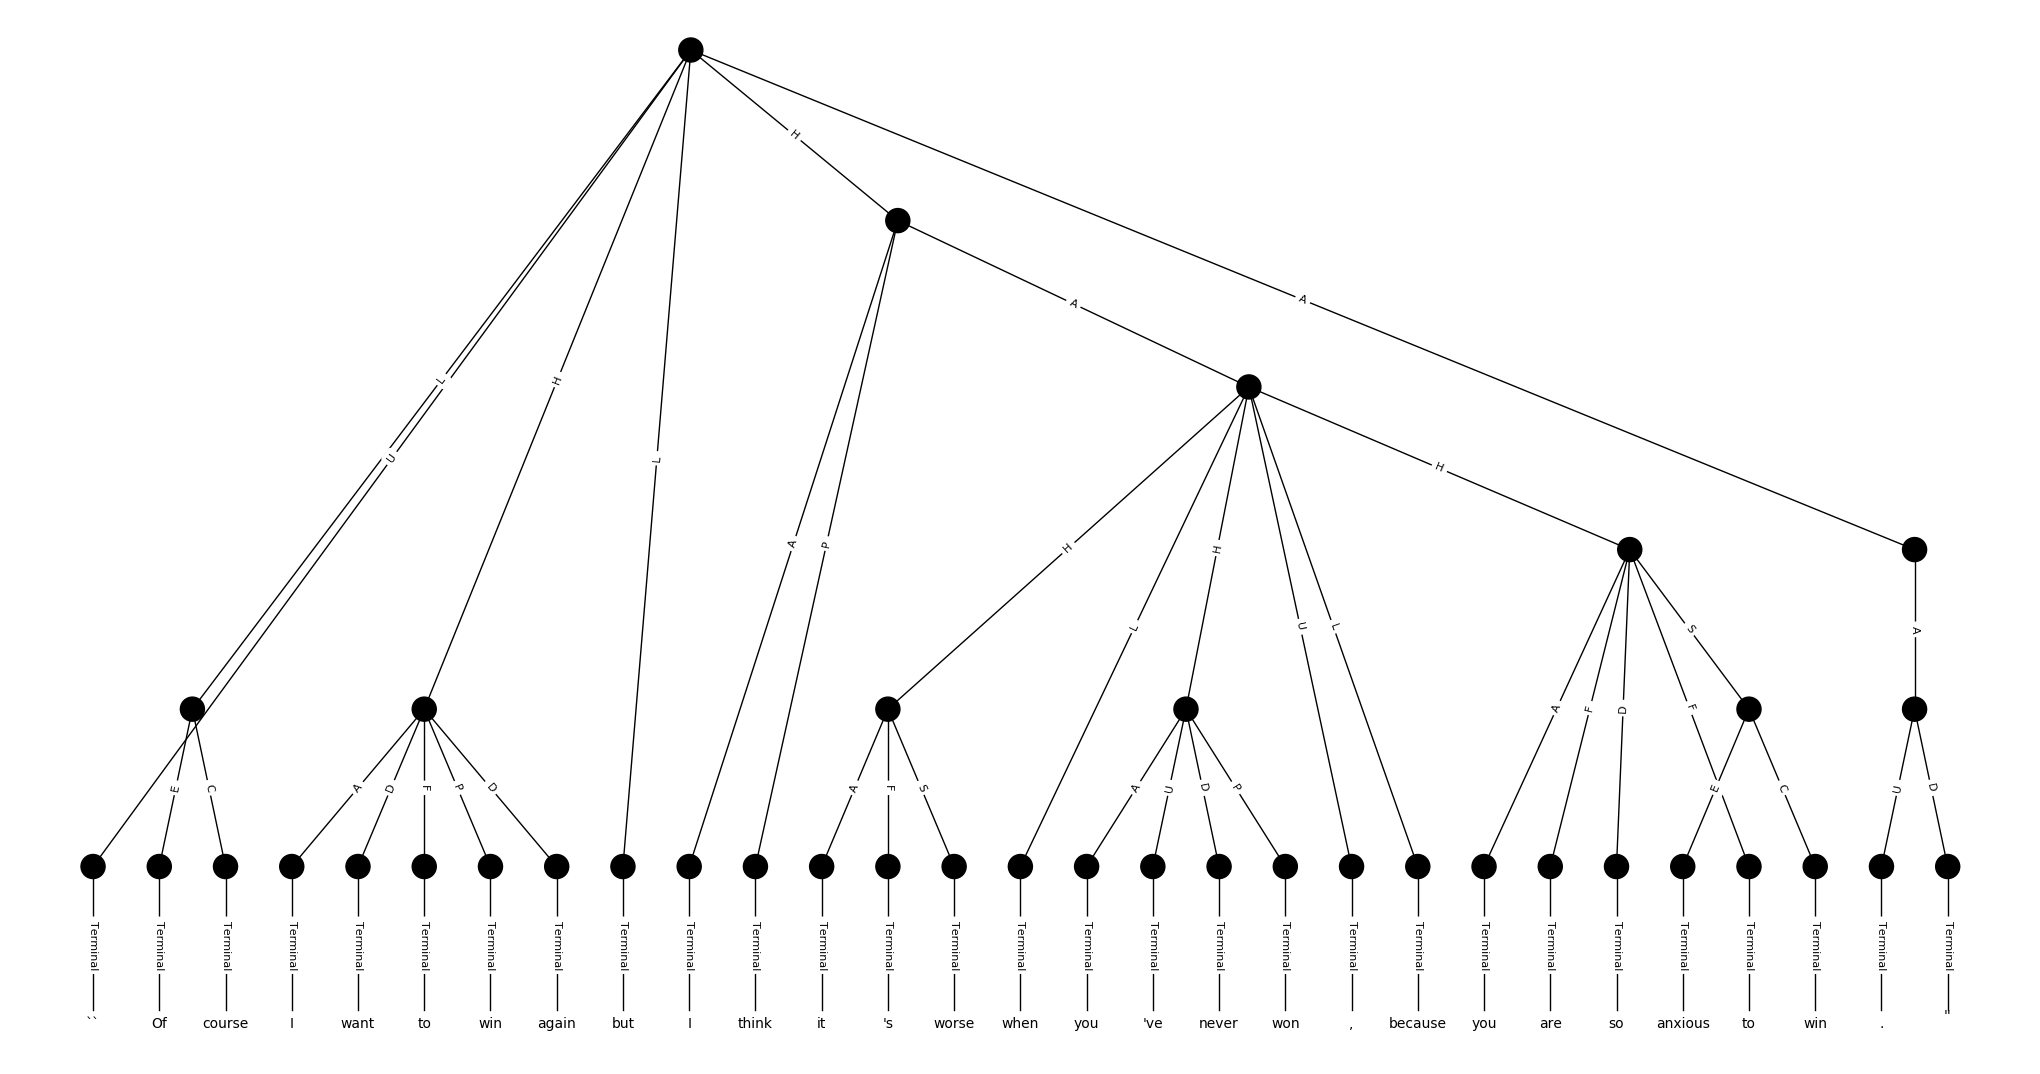 H
A
A
L
H
U
L
H
A
P
H
H
L
U
L
S
A
A
F
D
F
E
C
A
D
F
P
D
A
F
S
A
U
D
P
E
C
U
D
Terminal Terminal Terminal Terminal Terminal Terminal Terminal Terminal Terminal Terminal Terminal Terminal Terminal Terminal Terminal Terminal Terminal Terminal Terminal Terminal Terminal Terminal Terminal Terminal Terminal Terminal Terminal Terminal Terminal
`` Of course I want to win again but I think it 's worse when you 've never won , because you are so anxious to win . "